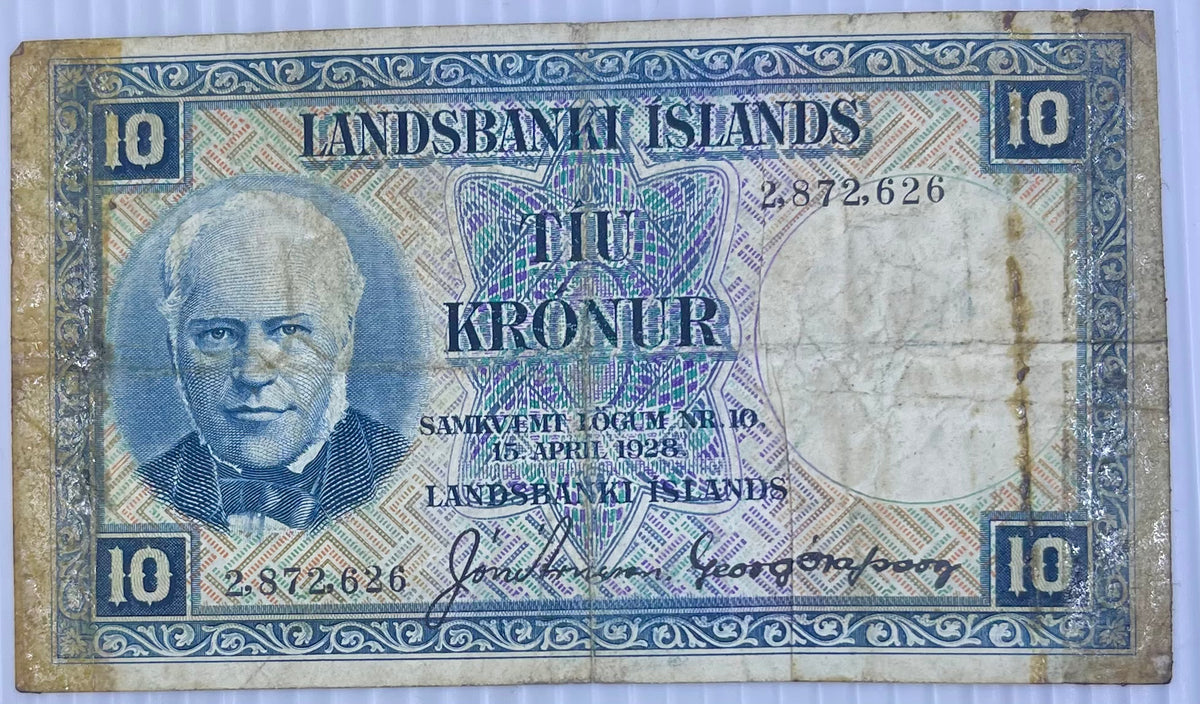 10 LANDSBANKI ÍSLANDS 10
2,872,626
TÍU
KRÓNUR
SAMKVÆMT LÖGUM NR. 10.
15. APRÍL 1928.
LANDSBANKI ÍSLANDS
10 2,872,626 10